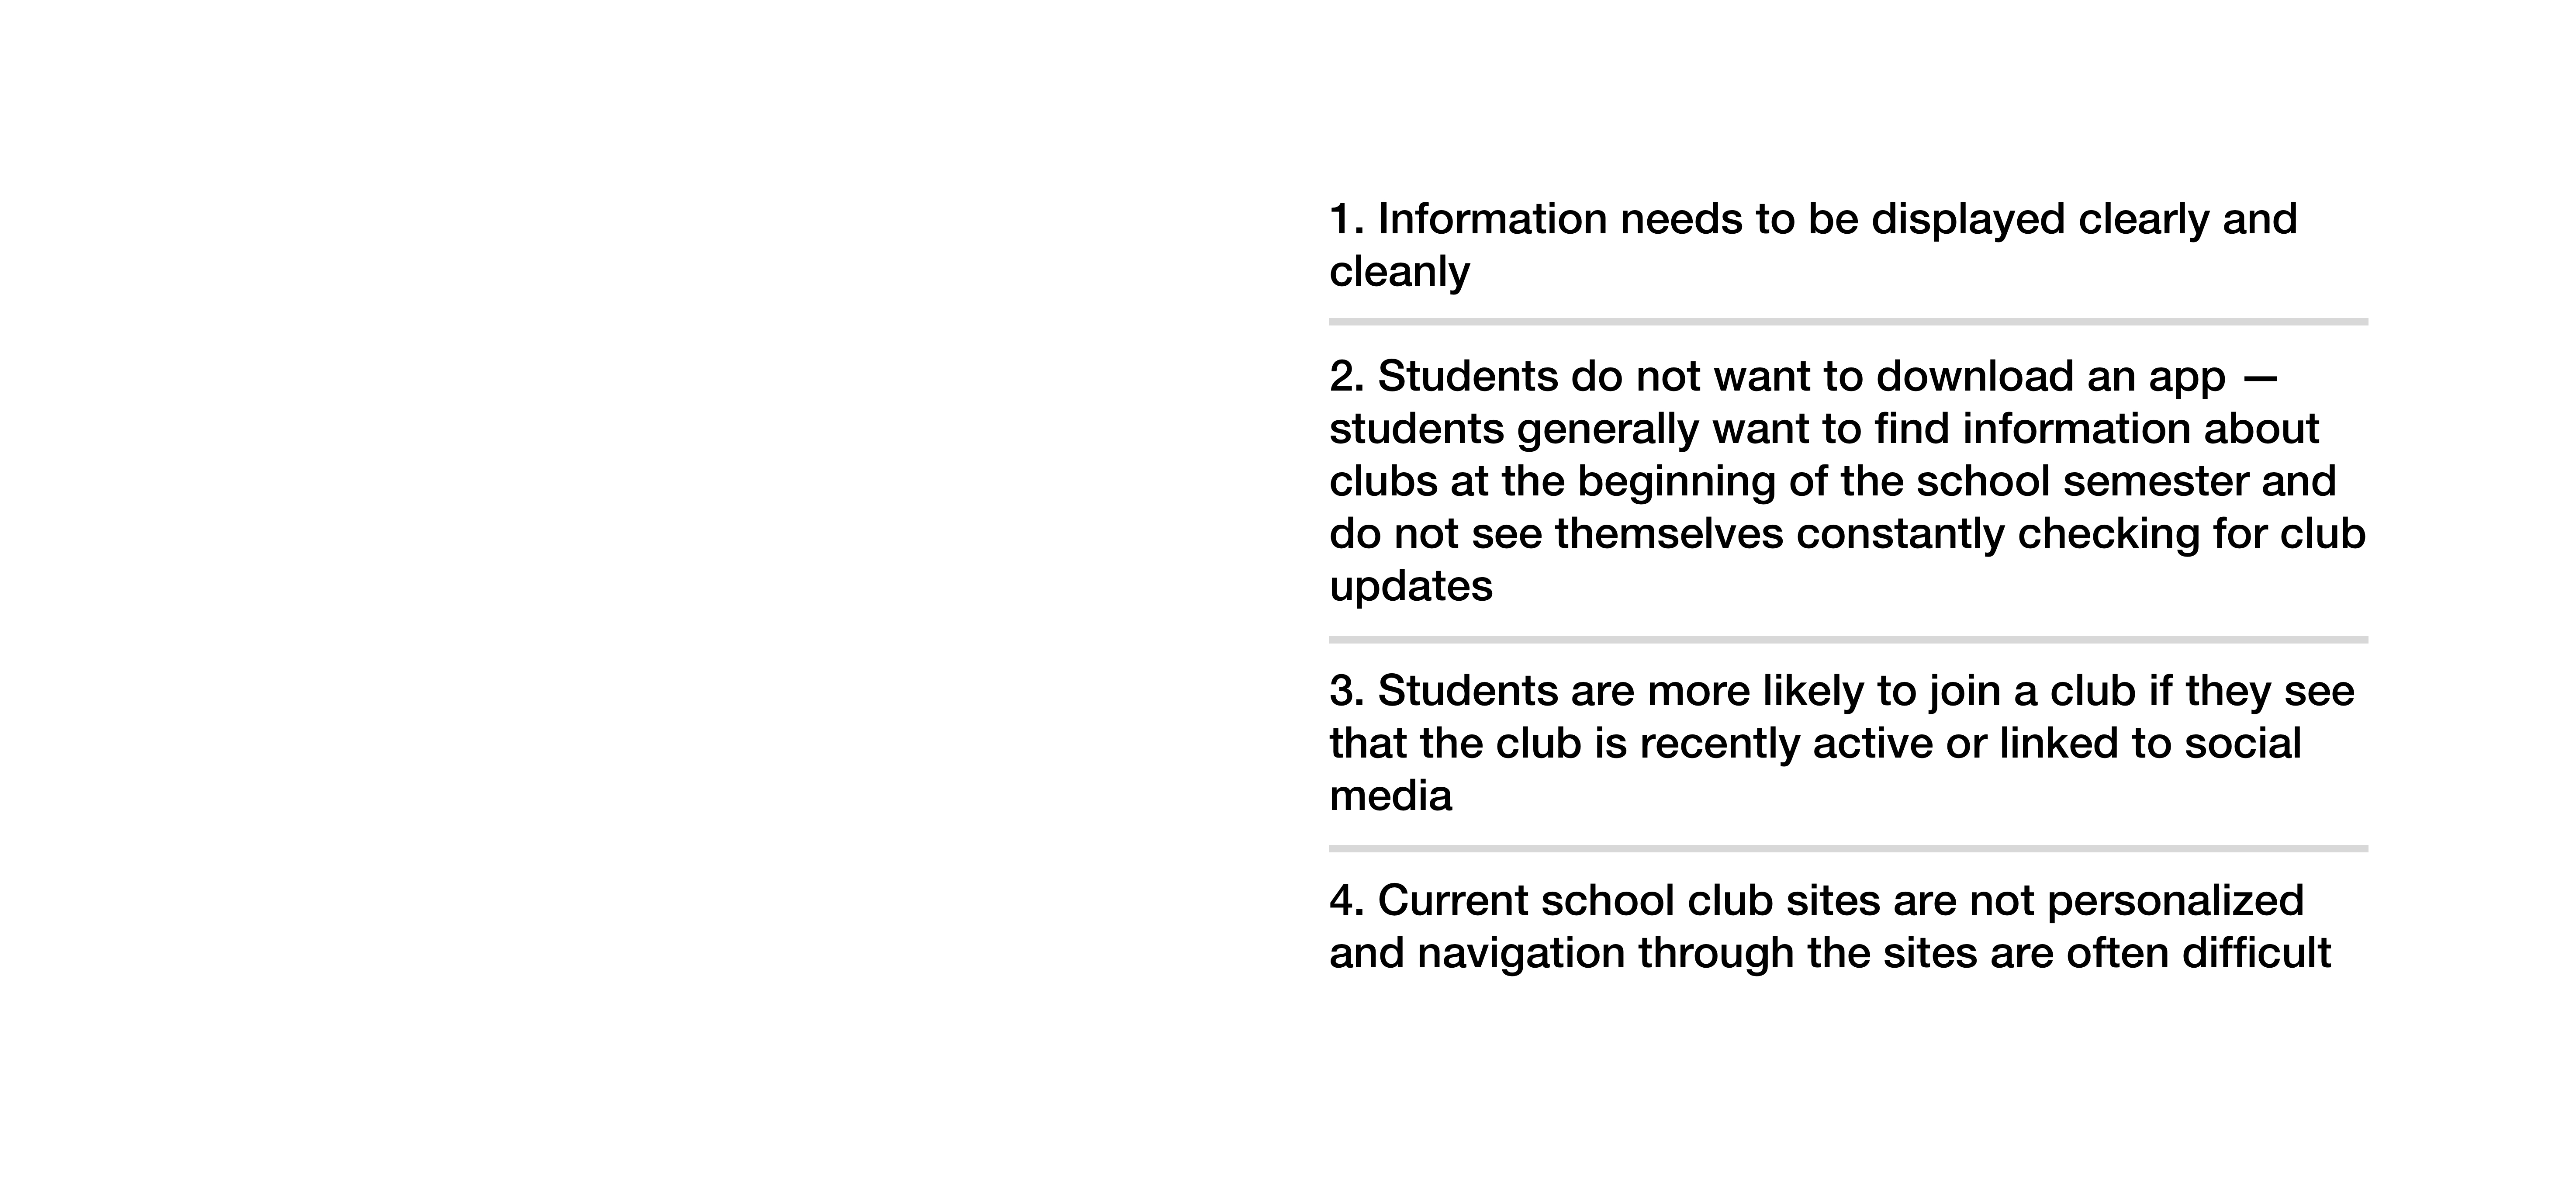 1. Information needs to be displayed clearly and
cleanly
2. Students do not want to download an app —
students generally want to find information about
clubs at the beginning of the school semester and
do not see themselves constantly checking for club
updates
3. Students are more likely to join a club if they see
that the club is recently active or linked to social
media
4. Current school club sites are not personalized
and navigation through the sites are often difficult